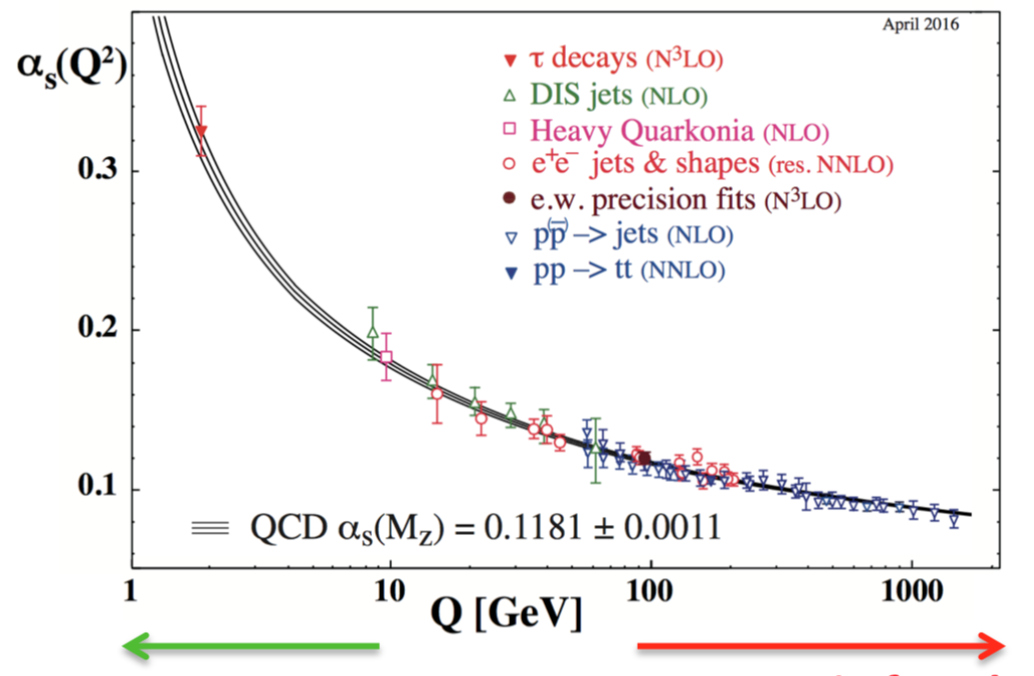 April 2016
αs(Q²)
τ decays (N³LO)
DIS jets (NLO)
Heavy Quarkonia (NLO)
e⁺e⁻ jets & shapes (res. NNLO)
e.w. precision fits (N³LO)
pp(‾) –> jets (NLO)
pp –> tt (NNLO)
0.3
0.2
0.1
QCD αs(Mz) = 0.1181 ± 0.0011
1 10 100 1000
Q [GeV]